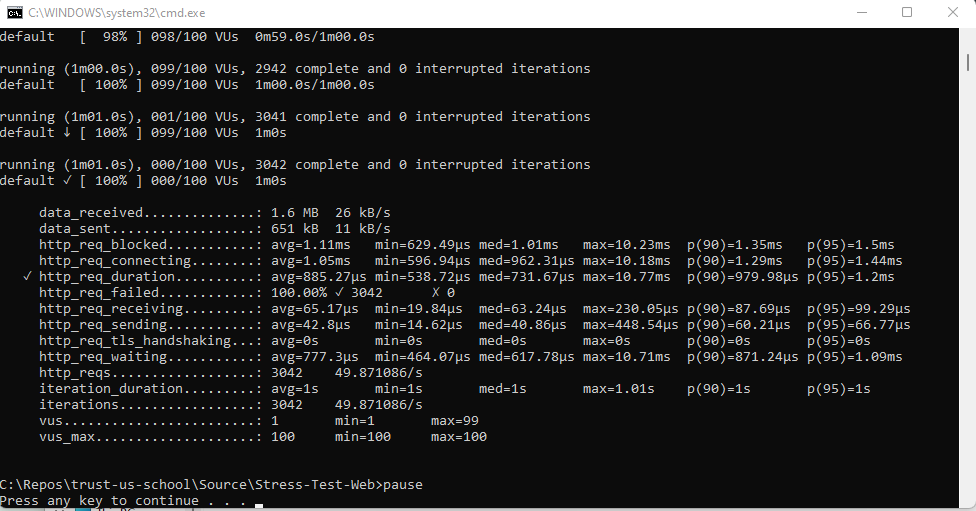 C:\WINDOWS\system32\cmd.exe
default   [  98% ] 098/100 VUs  0m59.0s/1m00.0s
running (1m00.0s), 099/100 VUs, 2942 complete and 0 interrupted iterations
default   [ 100% ] 099/100 VUs  1m00.0s/1m00.0s
running (1m01.0s), 001/100 VUs, 3041 complete and 0 interrupted iterations
default ↓ [ 100% ] 099/100 VUs  1m0s
running (1m01.0s), 000/100 VUs, 3042 complete and 0 interrupted iterations
default ✓ [ 100% ] 000/100 VUs  1m0s
data_received..............: 1.6 MB  26 kB/s
data_sent..................: 651 kB  11 kB/s
http_req_blocked...........: avg=1.11ms   min=629.49µs med=1.01ms   max=10.23ms  p(90)=1.35ms   p(95)=1.5ms
http_req_connecting........: avg=1.05ms   min=596.94µs med=962.31µs max=10.18ms  p(90)=1.29ms   p(95)=1.44ms
✓ http_req_duration..........: avg=885.27µs min=538.72µs med=731.67µs max=10.77ms  p(90)=979.98µs p(95)=1.2ms
http_req_failed............: 100.00% ✓ 3042      ✗ 0
http_req_receiving.........: avg=65.17µs  min=19.84µs  med=63.24µs  max=230.05µs p(90)=87.69µs  p(95)=99.29µs
http_req_sending...........: avg=42.8µs   min=14.62µs  med=40.86µs  max=448.54µs p(90)=60.21µs  p(95)=66.77µs
http_req_tls_handshaking...: avg=0s       min=0s       med=0s       max=0s       p(90)=0s       p(95)=0s
http_req_waiting...........: avg=777.3µs  min=464.07µs med=617.78µs max=10.71ms  p(90)=871.24µs p(95)=1.09ms
http_reqs..................: 3042    49.871086/s
iteration_duration.........: avg=1s       min=1s       med=1s       max=1.01s    p(90)=1s       p(95)=1s
iterations.................: 3042    49.871086/s
vus........................: 1       min=1       max=99
vus_max....................: 100     min=100     max=100
C:\Repos\trust-us-school\Source\Stress-Test-Web>pause
Press any key to continue . . .